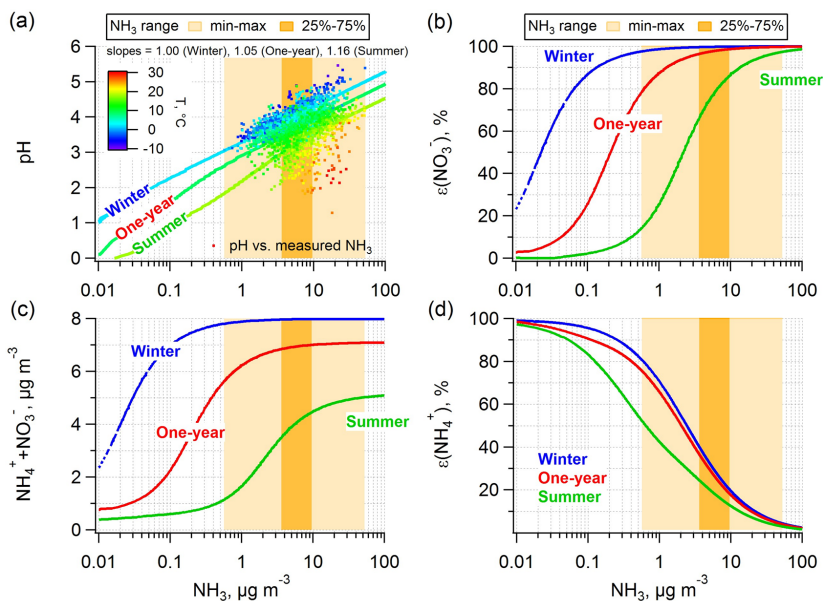 (a)
NH₃ range min-max 25%-75%
slopes = 1.00 (Winter), 1.05 (One-year), 1.16 (Summer)
6
5
4
3
2
1
0
pH
30
20
10
0
-10
T, °C
Winter
One-year
Summer
pH vs. measured NH₃
0.01 0.1 1 10 100
(b)
NH₃ range min-max 25%-75%
100
80
60
40
20
0
ε(NO₃⁻), %
Winter
One-year
Summer
0.01 0.1 1 10 100
(c)
8
6
4
2
0
NH₄⁺+NO₃⁻, µg m⁻³
Winter
One-year
Summer
0.01 0.1 1 10 100
NH₃, µg m⁻³
(d)
100
80
60
40
20
ε(NH₄⁺), %
Winter
One-year
Summer
0.01 0.1 1 10 100
NH₃, µg m⁻³